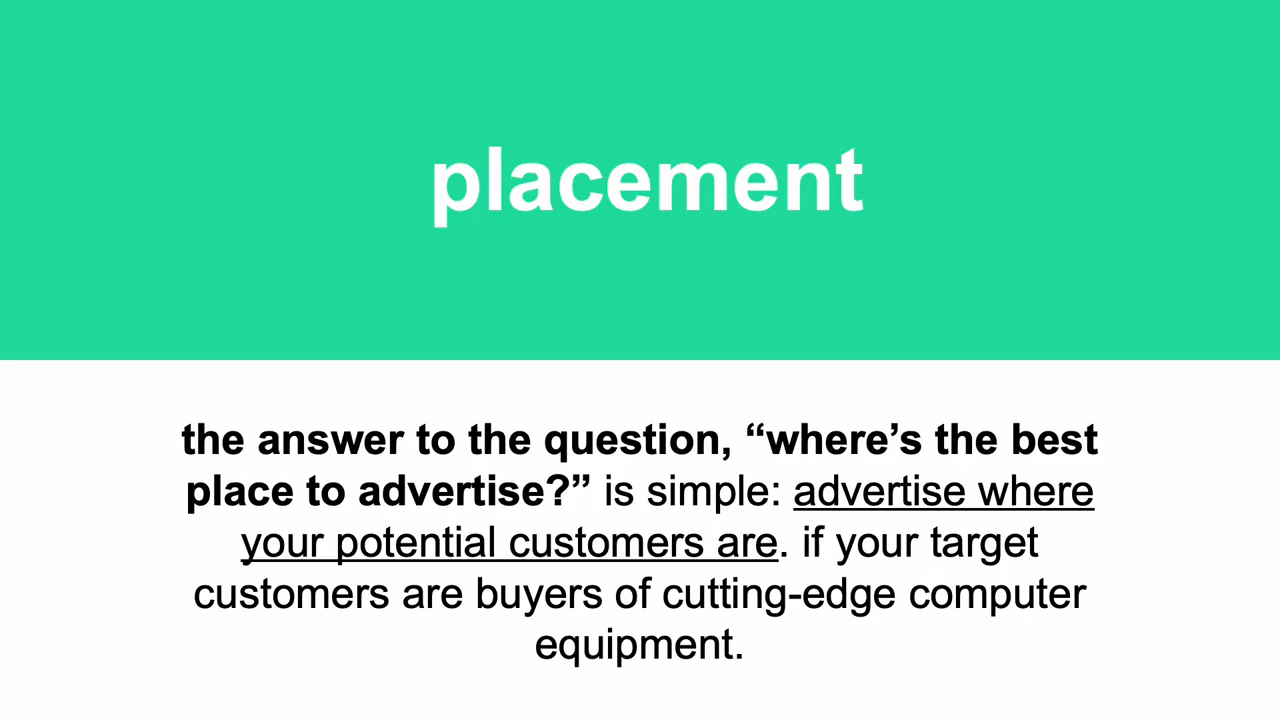 placement
the answer to the question, “where’s the best
place to advertise?” is simple: advertise where
your potential customers are. if your target
customers are buyers of cutting-edge computer
equipment.